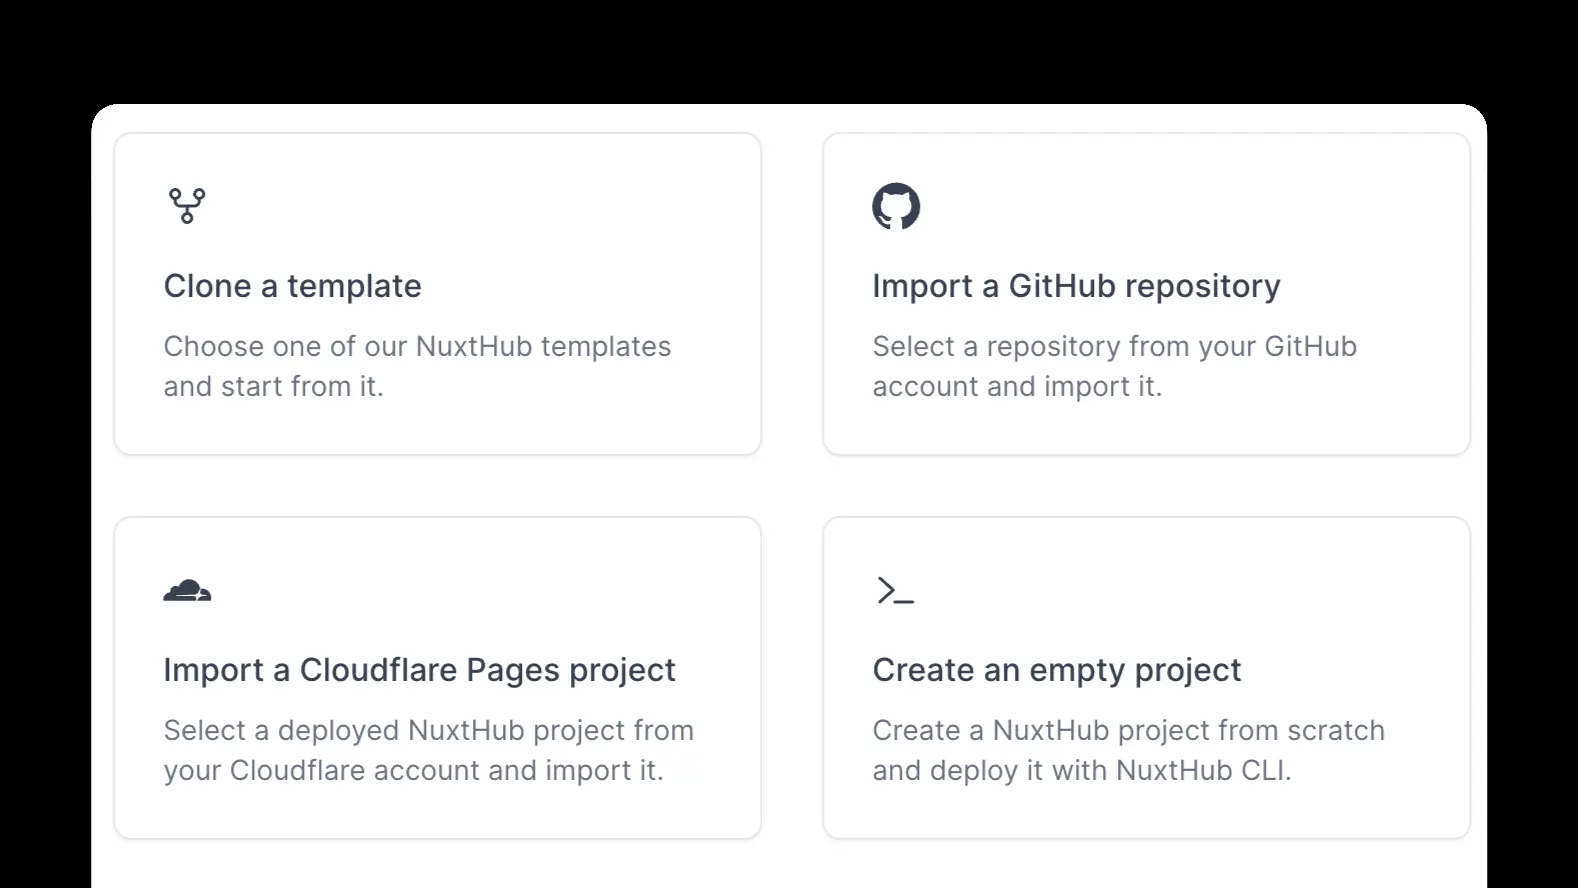 Clone a template
Choose one of our NuxtHub templates
and start from it.
Import a GitHub repository
Select a repository from your GitHub
account and import it.
Import a Cloudflare Pages project
Select a deployed NuxtHub project from
your Cloudflare account and import it.
Create an empty project
Create a NuxtHub project from scratch
and deploy it with NuxtHub CLI.